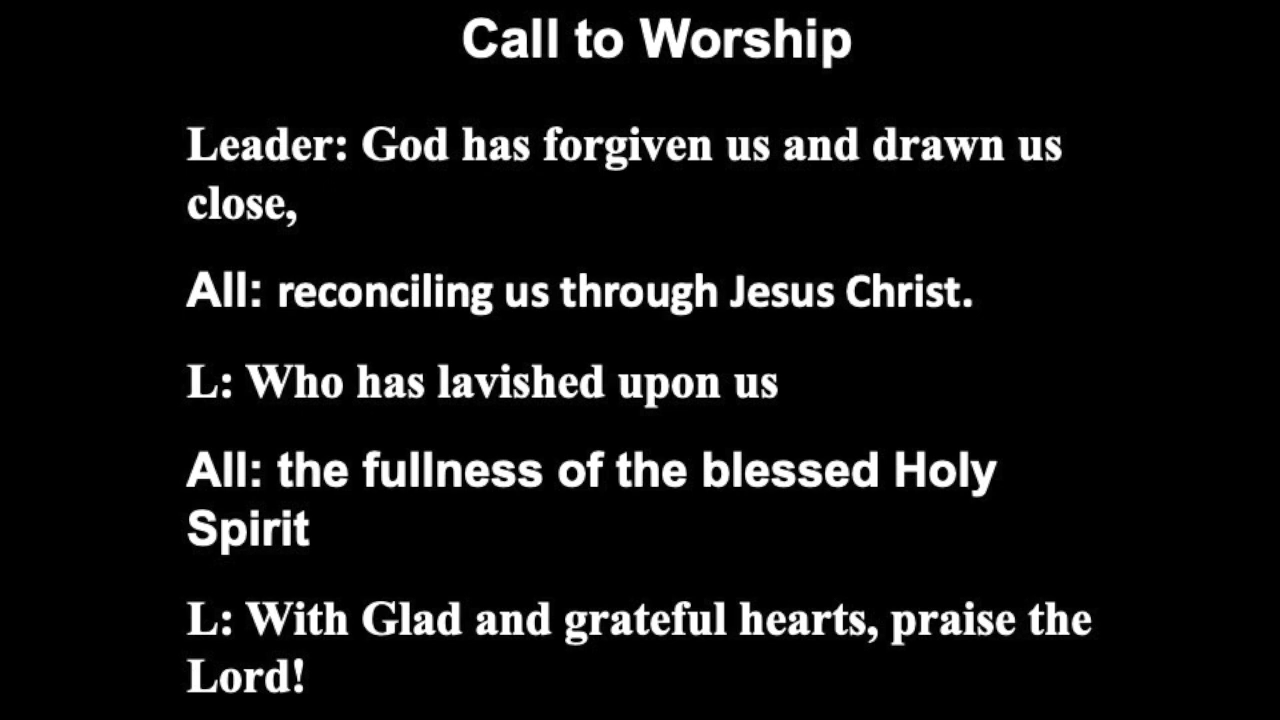 Call to Worship
Leader: God has forgiven us and drawn us
close,
All: reconciling us through Jesus Christ.
L: Who has lavished upon us
All: the fullness of the blessed Holy
Spirit
L: With Glad and grateful hearts, praise the
Lord!